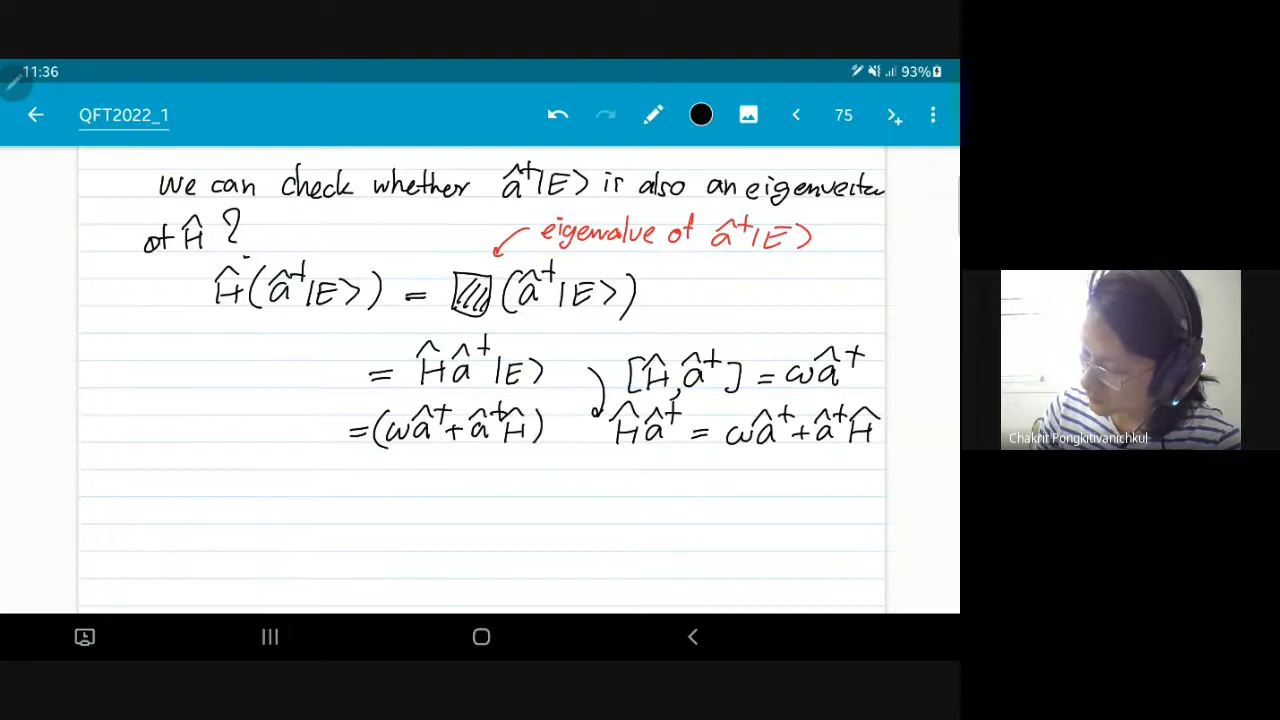 11:36
93%
QFT2022_1
75
We can check whether â†|E> is also an eigenvector
of Ĥ ?
eigenvalue of â†|E>
Ĥ(â†|E>) = (â†|E>)
= Ĥâ†|E>
[Ĥ,â†] = ωâ†
=(ωâ†+â†Ĥ)
Ĥâ† = ωâ†+â†Ĥ
Chakrit Pongkitivanichkul